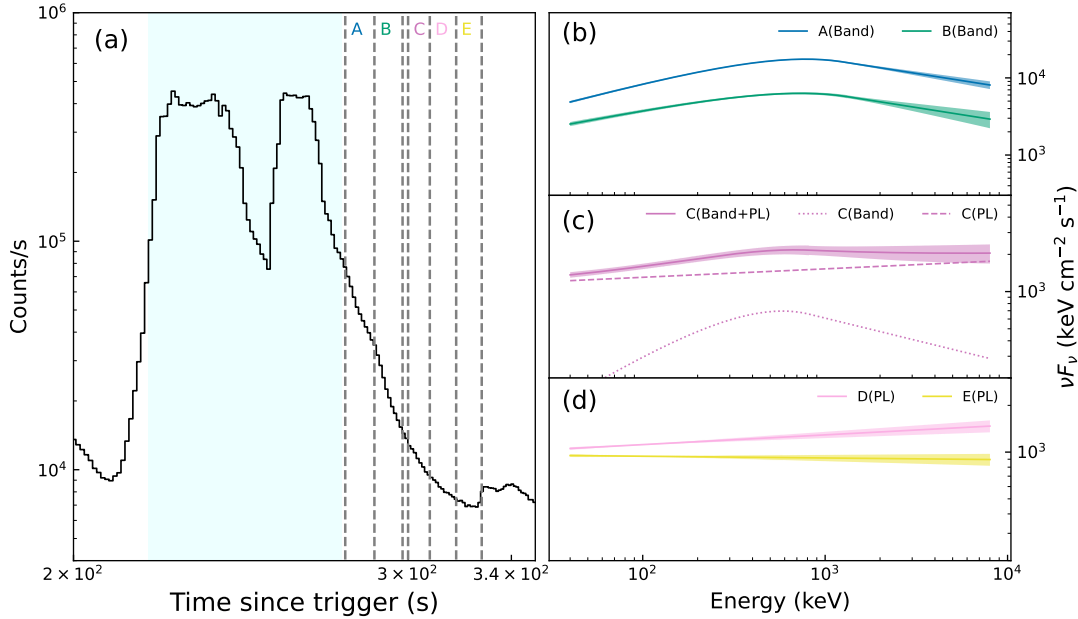 (a)
A B C D E
10⁶
10⁵
10⁴
Counts/s
2 × 10² 3 × 10² 3.4 × 10²
Time since trigger (s)
(b)
A(Band) B(Band)
10⁴
10³
(c)
C(Band+PL) C(Band) C(PL)
10³
(d)
D(PL) E(PL)
10³
10² 10³ 10⁴
Energy (keV)
νFᵥ (keV cm⁻² s⁻¹)